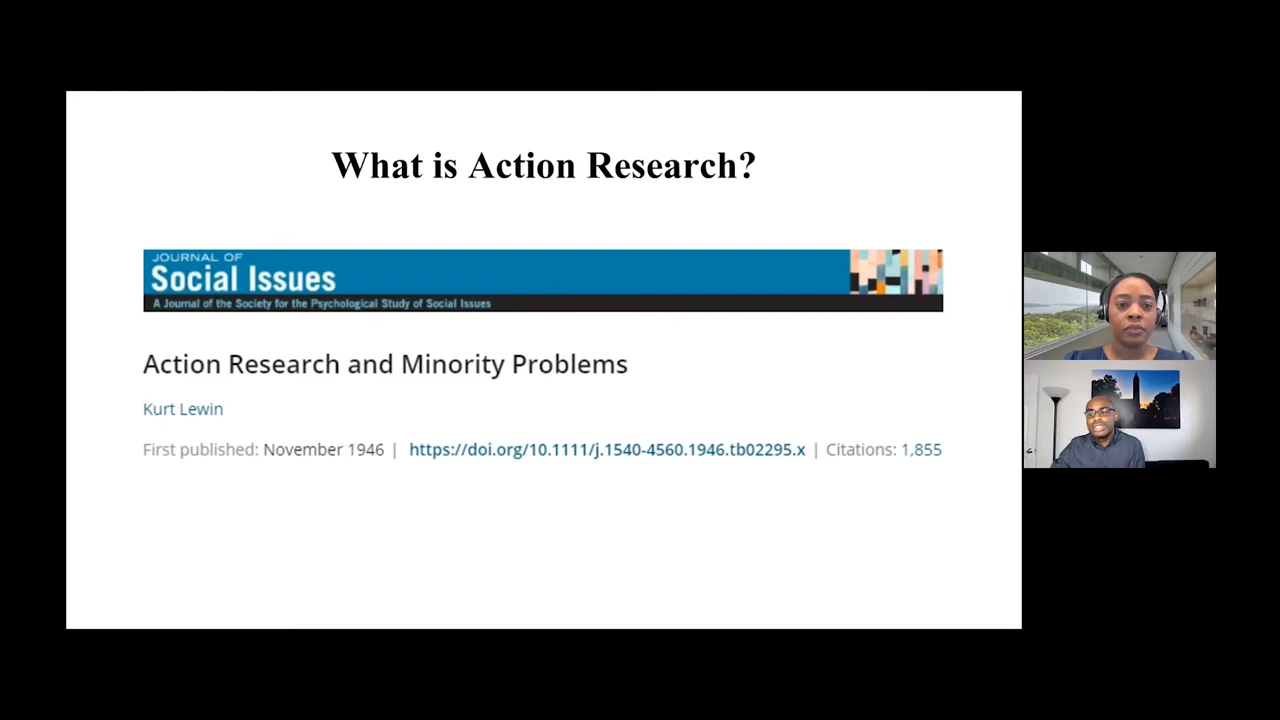 What is Action Research?
JOURNAL OF
Social Issues
A Journal of the Society for the Psychological Study of Social Issues
Action Research and Minority Problems
Kurt Lewin
First published: November 1946 | https://doi.org/10.1111/j.1540-4560.1946.tb02295.x | Citations: 1,855